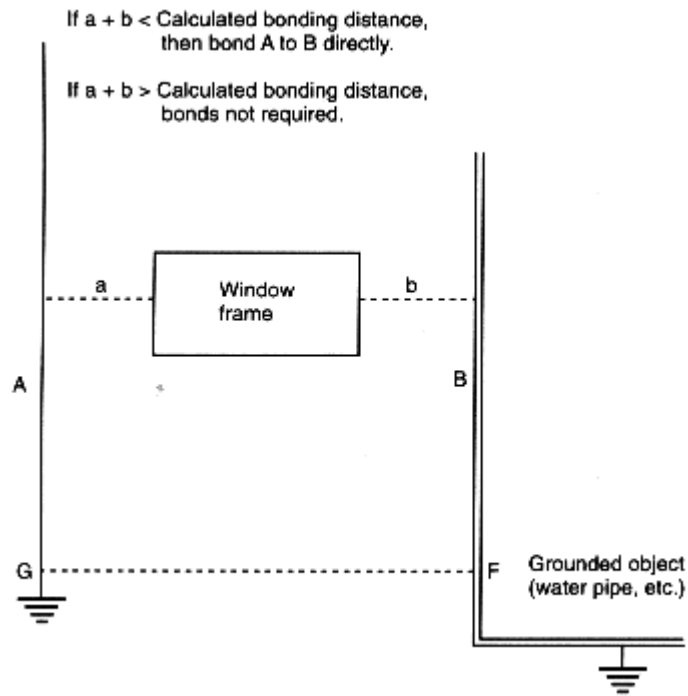 If a + b < Calculated bonding distance,
then bond A to B directly.
If a + b > Calculated bonding distance,
bonds not required.
a
Window
frame
b
A
B
G
F
Grounded object
(water pipe, etc.)